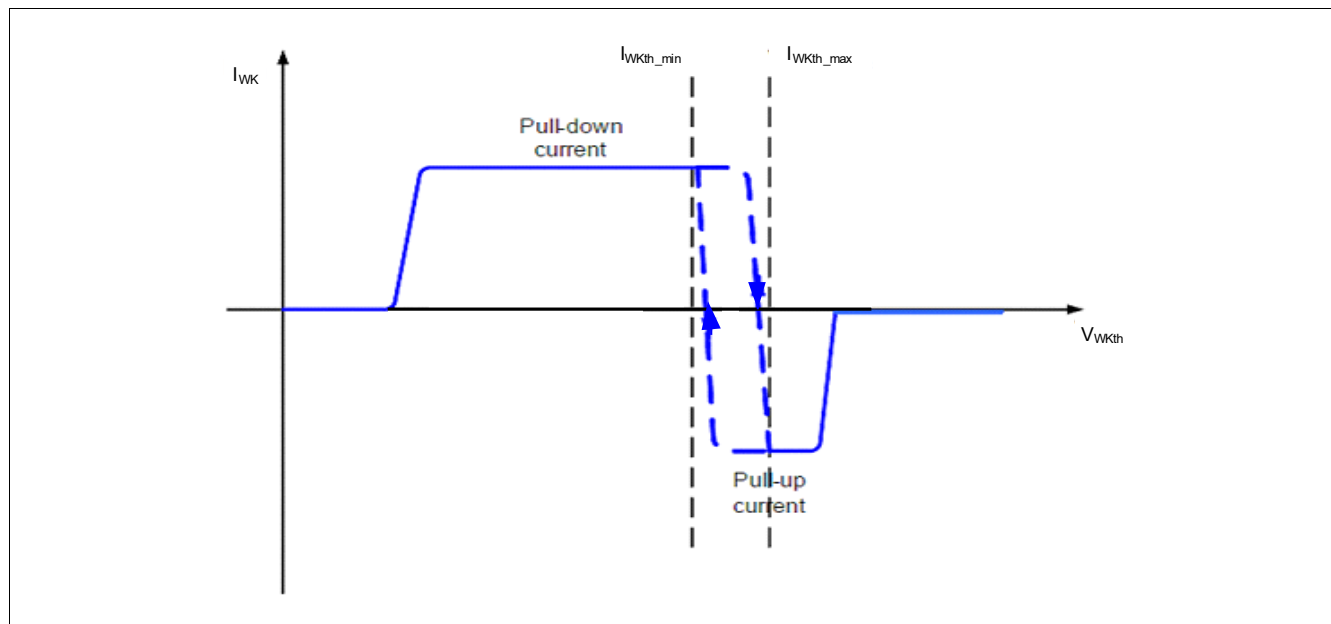 I_WKth_min
I_WKth_max
I_WK
Pull-down
current
V_WKth
Pull-up
current